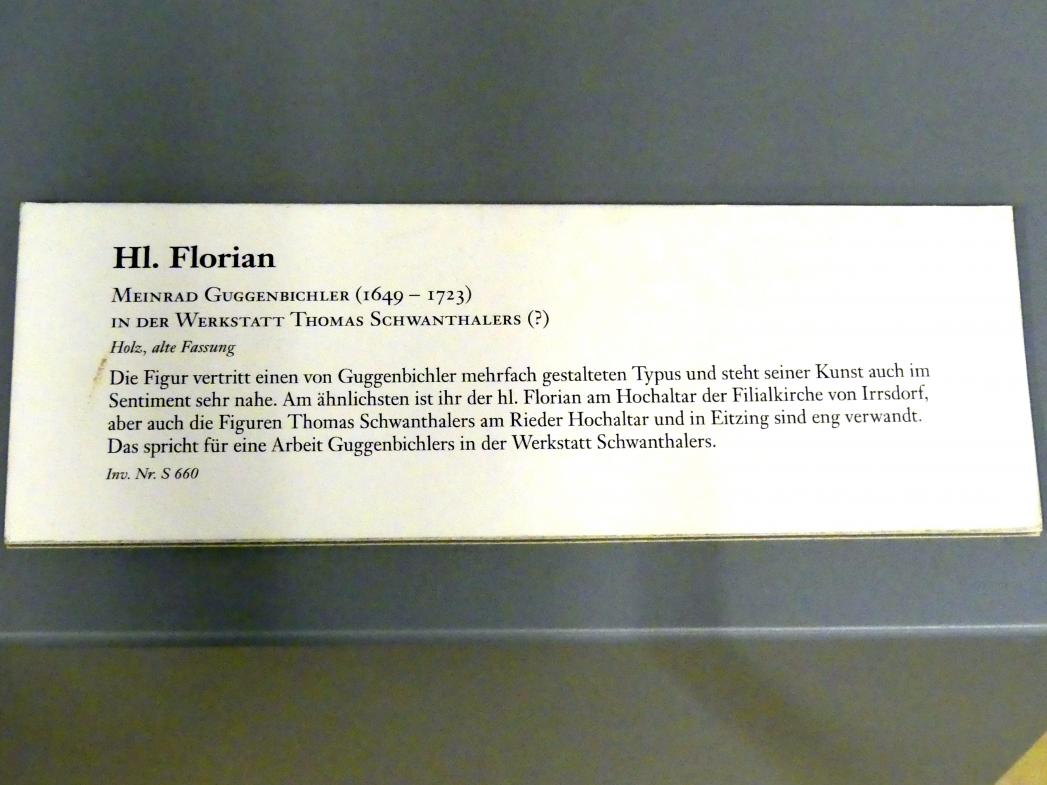 Hl. Florian
Meinrad Guggenbichler (1649 – 1723)
in der Werkstatt Thomas Schwanthalers (?)
Holz, alte Fassung
Die Figur vertritt einen von Guggenbichler mehrfach gestalteten Typus und steht seiner Kunst auch im
Sentiment sehr nahe. Am ähnlichsten ist ihr der hl. Florian am Hochaltar der Filialkirche von Irrsdorf,
aber auch die Figuren Thomas Schwanthalers am Rieder Hochaltar und in Eitzing sind eng verwandt.
Das spricht für eine Arbeit Guggenbichlers in der Werkstatt Schwanthalers.
Inv. Nr. S 660